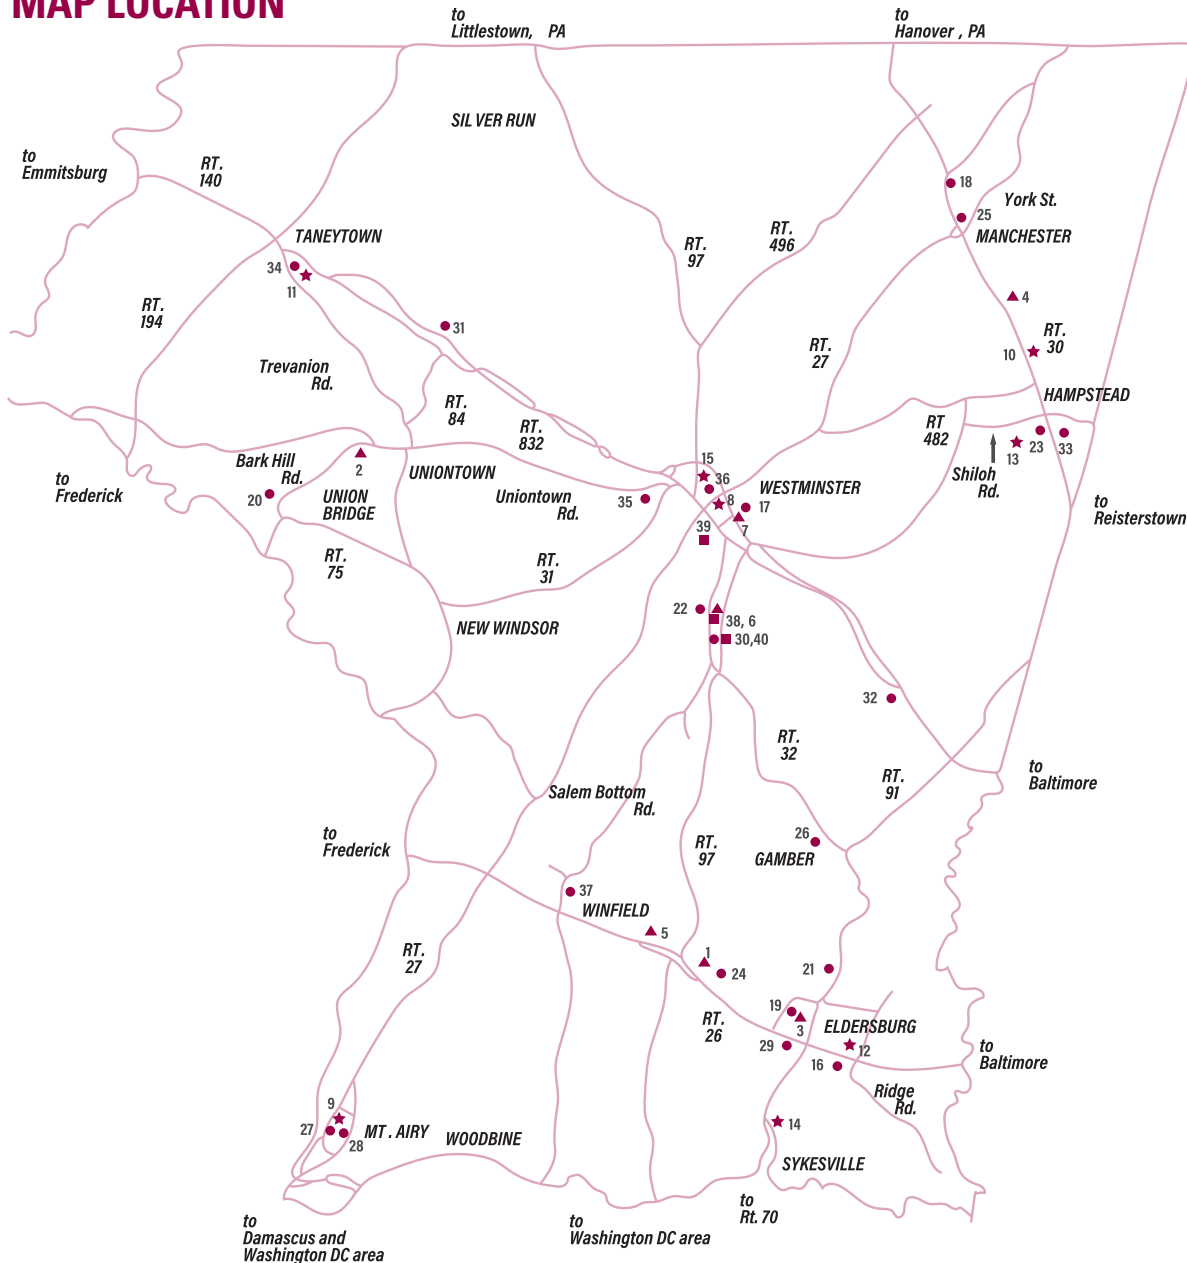 MAP LOCATION
to
Littlestown, PA
to
Hanover , PA
SIL VER RUN
to
Emmitsburg
RT.
140
18
York St.
25
MANCHESTER
TANEYTOWN
RT.
496
RT.
97
34
11
4
RT.
194
31
RT.
27
10
RT.
30
Trevanion
Rd.
HAMPSTEAD
RT.
84
RT.
832
RT
482
13
23
33
Shiloh
Rd.
Bark Hill
Rd.
2
UNIONTOWN
to
Frederick
20
UNION
BRIDGE
Uniontown
Rd.
35
15
36
WESTMINSTER
8
17
7
39
to
Reisterstown
RT.
75
RT.
31
NEW WINDSOR
22
38, 6
30,40
32
RT.
32
to
Baltimore
RT.
91
Salem Bottom
Rd.
to
Frederick
RT.
97
26
GAMBER
37
WINFIELD
5
RT.
27
1
24
21
19
3
ELDERSBURG
RT.
26
29
12
16
to
Baltimore
Ridge
Rd.
9
27
28
MT . AIRY
WOODBINE
14
SYKESVILLE
to
Rt. 70
to
Damascus and
Washington DC area
to
Washington DC area